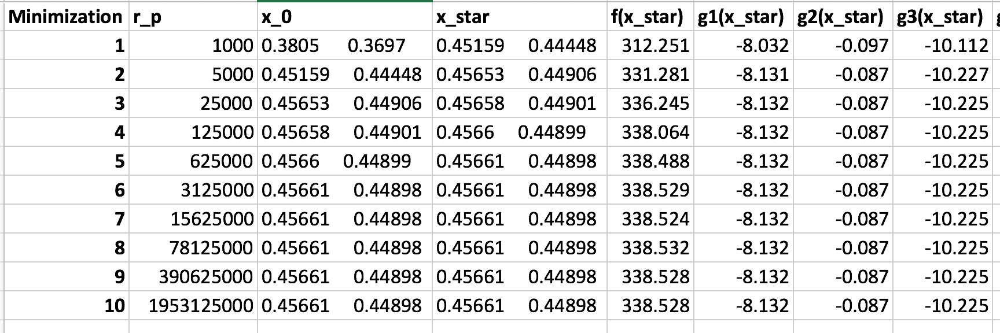 Minimization r_p x_0 x_star f(x_star) g1(x_star) g2(x_star) g3(x_star)
1 1000 0.3805 0.3697 0.45159 0.44448 312.251 -8.032 -0.097 -10.112
2 5000 0.45159 0.44448 0.45653 0.44906 331.281 -8.131 -0.087 -10.227
3 25000 0.45653 0.44906 0.45658 0.44901 336.245 -8.132 -0.087 -10.225
4 125000 0.45658 0.44901 0.4566 0.44899 338.064 -8.132 -0.087 -10.225
5 625000 0.4566 0.44899 0.45661 0.44898 338.488 -8.132 -0.087 -10.225
6 3125000 0.45661 0.44898 0.45661 0.44898 338.529 -8.132 -0.087 -10.225
7 15625000 0.45661 0.44898 0.45661 0.44898 338.524 -8.132 -0.087 -10.225
8 78125000 0.45661 0.44898 0.45661 0.44898 338.532 -8.132 -0.087 -10.225
9 390625000 0.45661 0.44898 0.45661 0.44898 338.528 -8.132 -0.087 -10.225
10 1953125000 0.45661 0.44898 0.45661 0.44898 338.528 -8.132 -0.087 -10.225